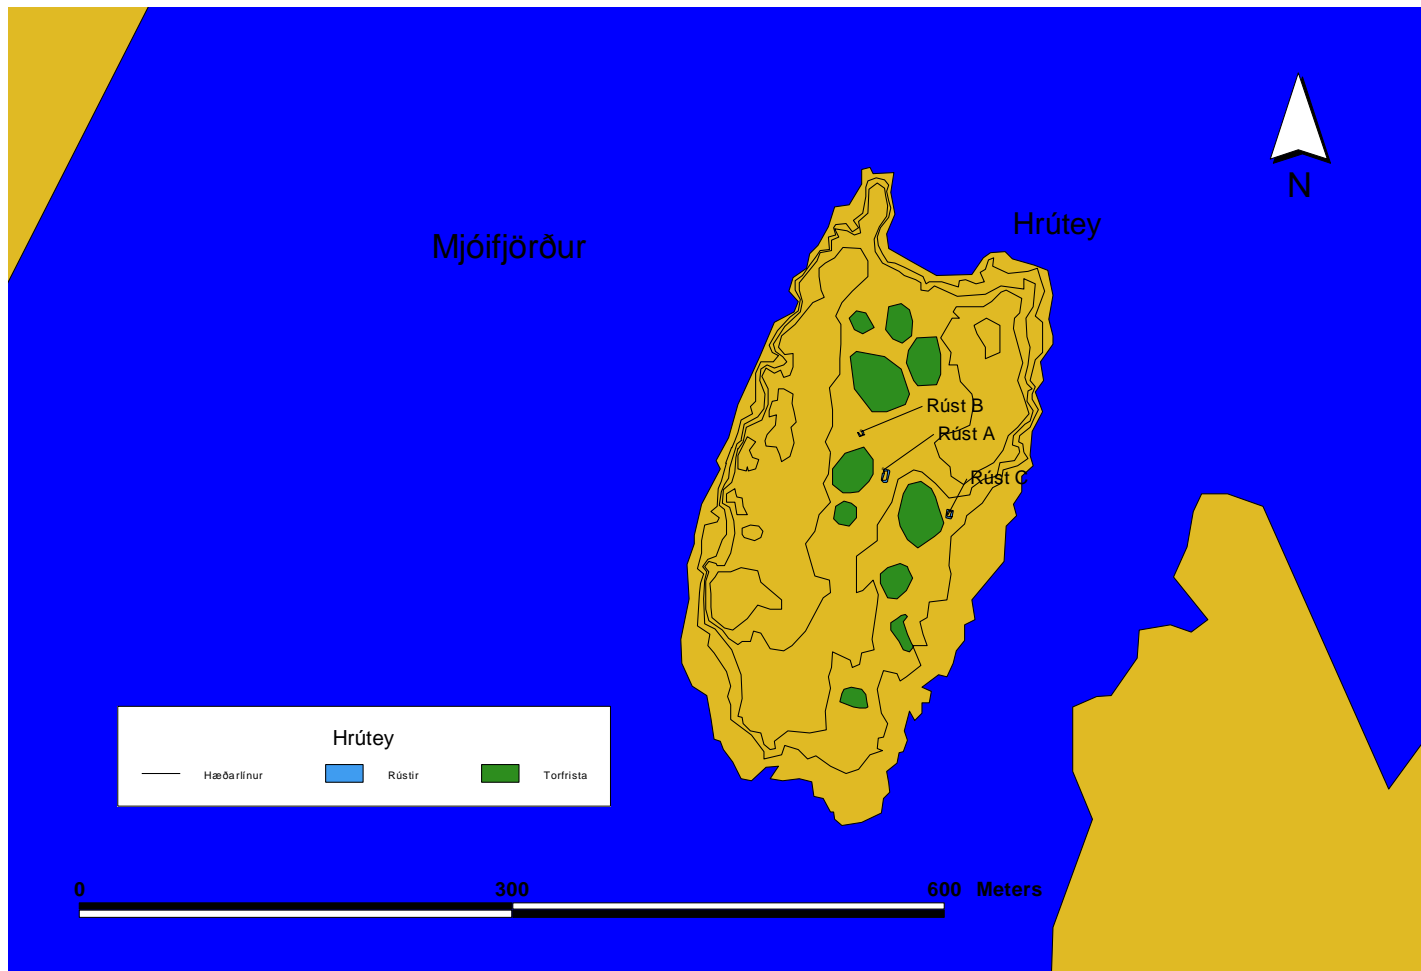 N
Hrútey
Mjóifjörður
Rúst B
Rúst A
Rúst C
Hrútey
Hæðarlínur Rústir Torfrista
0 300 600 Meters